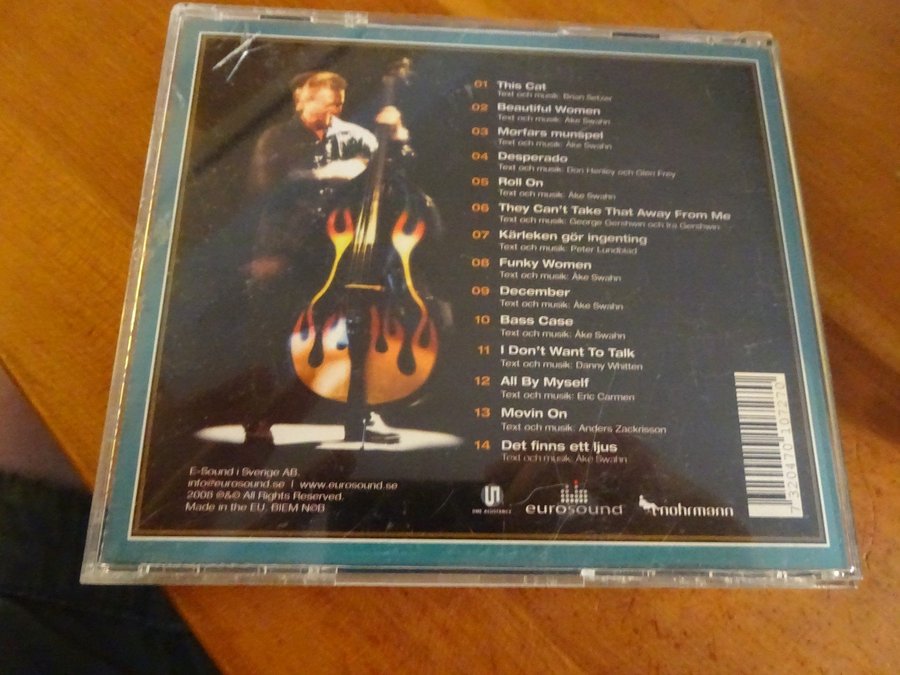 01 This Cat
Text och musik: Brian Setzer
02 Beautiful Women
Text och musik: Åke Swahn
03 Morfars munspel
Text och musik: Åke Swahn
04 Desperado
Text och musik: Don Henley och Glen Frey
05 Roll On
Text och musik: Åke Swahn
06 They Can't Take That Away From Me
Text och musik: George Gershwin och Ira Gershwin
07 Kärleken gör ingenting
Text och musik: Peter Lundblad
08 Funky Women
Text och musik: Åke Swahn
09 December
Text och musik: Åke Swahn
10 Bass Case
Text och musik: Åke Swahn
11 I Don't Want To Talk
Text och musik: Danny Whitten
12 All By Myself
Text och musik: Eric Carmen
13 Movin On
Text och musik: Anders Zackrisson
14 Det finns ett ljus
Text och musik: Åke Swahn
E-Sound i Sverige AB.
info@eurosound.se | www.eurosound.se
2008 ℗&© All Rights Reserved.
Made in the EU. BIEM N©B
eurosound
nohrmann
7 320470 107270